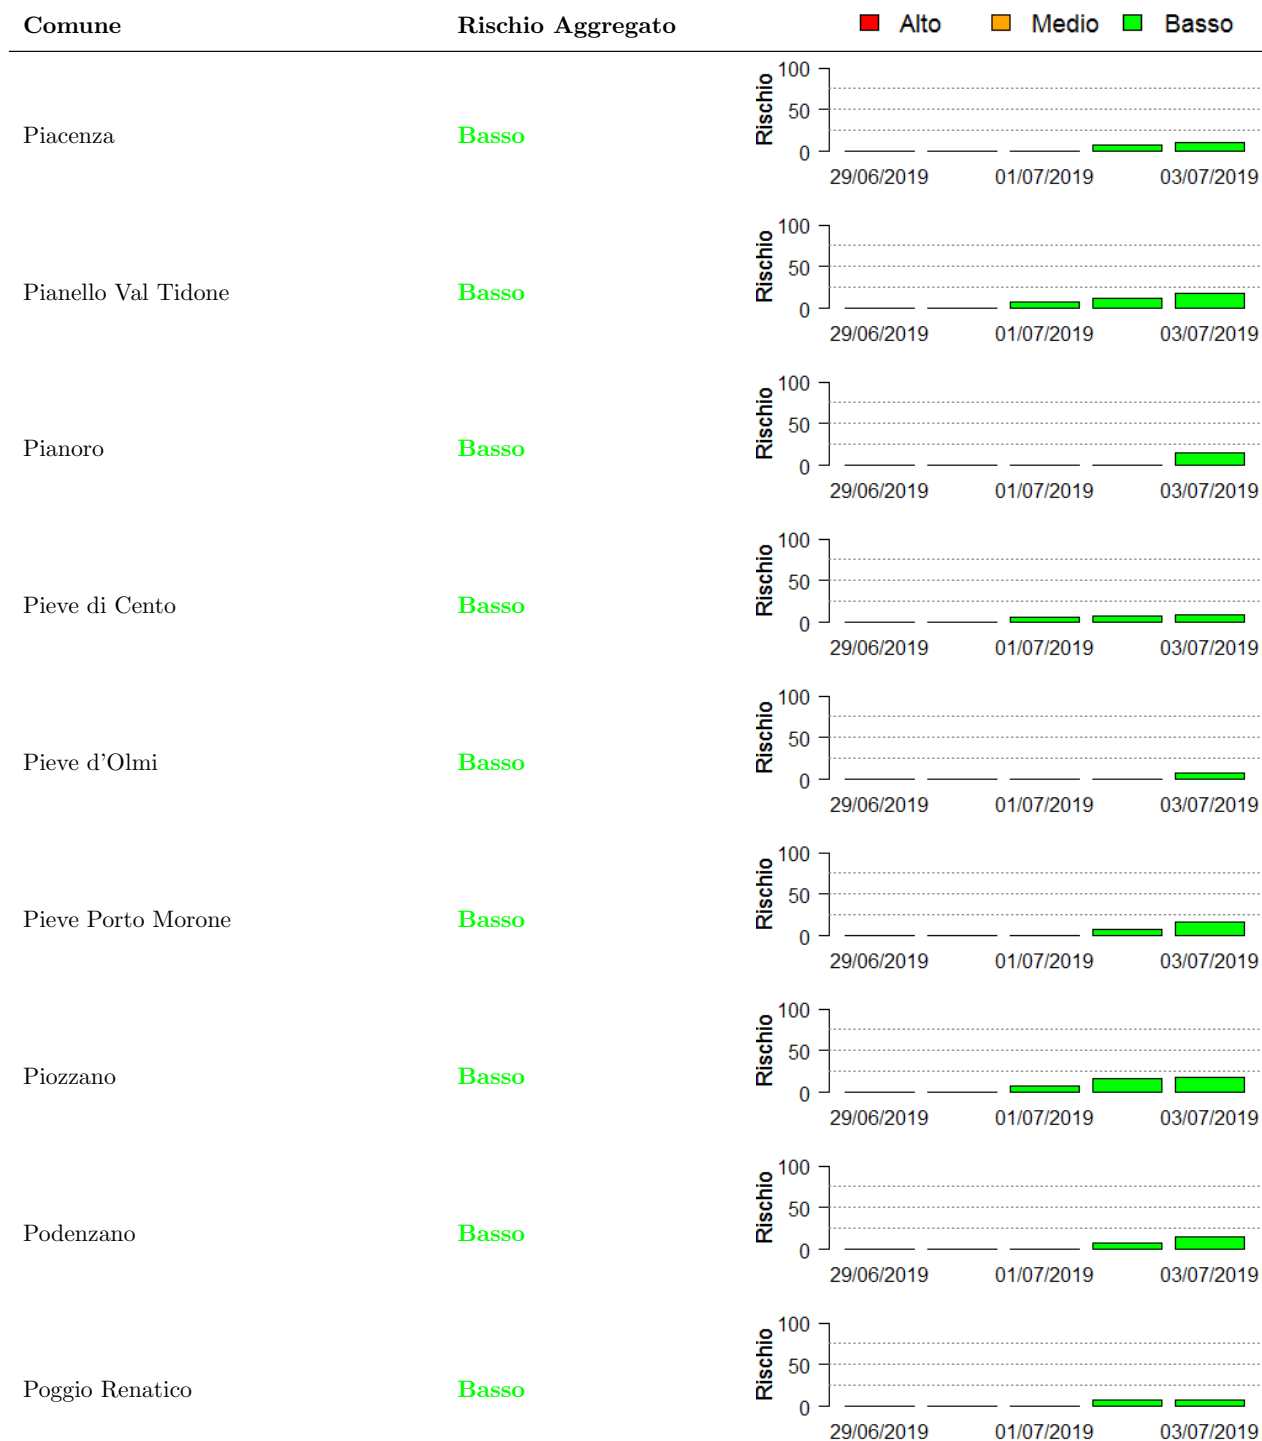 Comune Rischio Aggregato Alto Medio Basso
Piacenza Basso Rischio 100 50 0
29/06/2019 01/07/2019 03/07/2019
Pianello Val Tidone Basso Rischio 100 50 0
29/06/2019 01/07/2019 03/07/2019
Pianoro Basso Rischio 100 50 0
29/06/2019 01/07/2019 03/07/2019
Pieve di Cento Basso Rischio 100 50 0
29/06/2019 01/07/2019 03/07/2019
Pieve d'Olmi Basso Rischio 100 50 0
29/06/2019 01/07/2019 03/07/2019
Pieve Porto Morone Basso Rischio 100 50 0
29/06/2019 01/07/2019 03/07/2019
Piozzano Basso Rischio 100 50 0
29/06/2019 01/07/2019 03/07/2019
Podenzano Basso Rischio 100 50 0
29/06/2019 01/07/2019 03/07/2019
Poggio Renatico Basso Rischio 100 50 0
29/06/2019 01/07/2019 03/07/2019